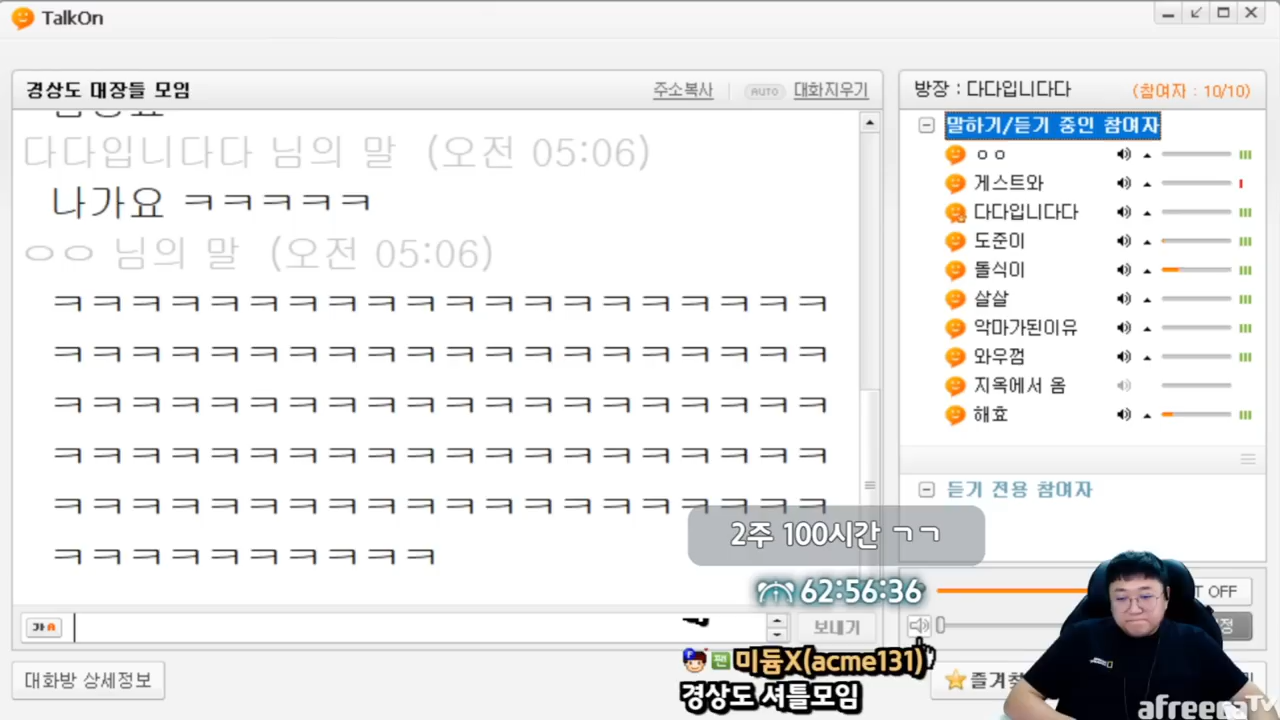 TalkOn
경상도 대장들 모임
주소복사
AUTO
대화지우기
다다입니다다 님의 말 (오전 05:06)
나가요 ㅋㅋㅋㅋㅋ
ㅇㅇ 님의 말 (오전 05:06)
ㅋㅋㅋㅋㅋㅋㅋㅋㅋㅋㅋㅋㅋㅋㅋㅋㅋㅋㅋㅋ
ㅋㅋㅋㅋㅋㅋㅋㅋㅋㅋㅋㅋㅋㅋㅋㅋㅋㅋㅋㅋ
ㅋㅋㅋㅋㅋㅋㅋㅋㅋㅋㅋㅋㅋㅋㅋㅋㅋㅋㅋㅋ
ㅋㅋㅋㅋㅋㅋㅋㅋㅋㅋㅋㅋㅋㅋㅋㅋㅋㅋㅋㅋ
ㅋㅋㅋㅋㅋㅋㅋㅋㅋㅋㅋㅋㅋㅋㅋㅋㅋㅋㅋㅋ
ㅋㅋㅋㅋㅋㅋㅋㅋㅋㅋ
가A
보내기
대화방 상세정보
방장 : 다다입니다다
(참여자 : 10/10)
말하기/듣기 중인 참여자
ㅇㅇ
게스트와
다다입니다다
도준이
돌식이
살살
악마가된이유
와우껌
지옥에서 옴
해효
듣기 전용 참여자
2주 100시간 ㄱㄱ
62:56:36
OFF
팬 미듐X(acme131)
경상도 셔틀모임
afreecaTV